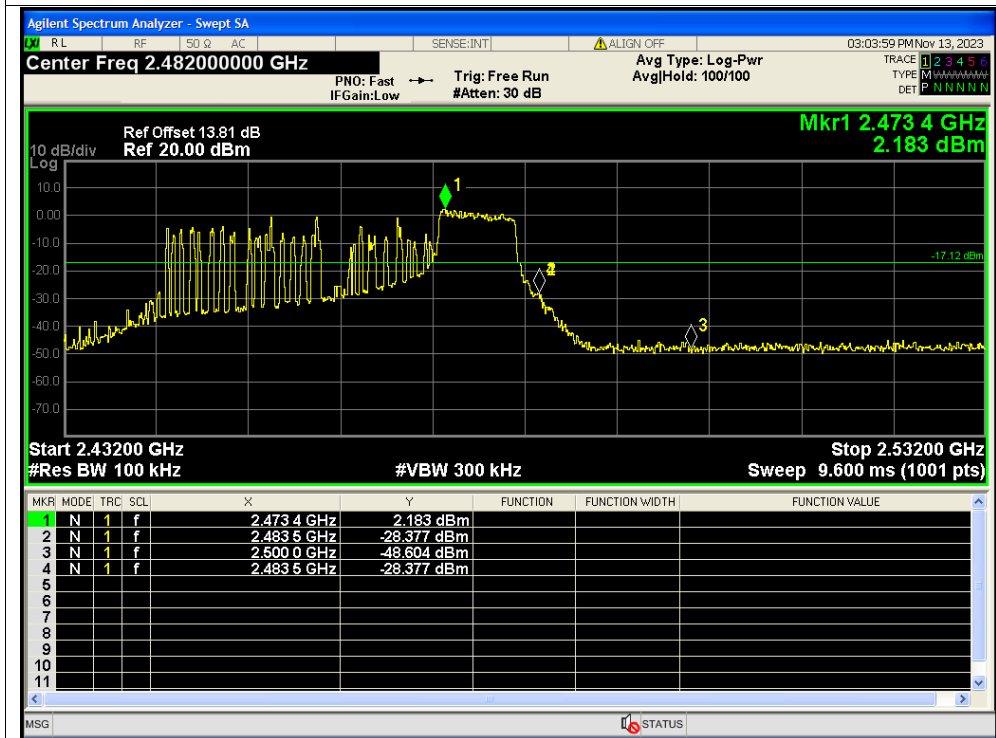 Agilent Spectrum Analyzer - Swept SA
LXI RL RF 50 Ω AC SENSE:INT ALIGN OFF 03:03:59 PM Nov 13, 2023
Center Freq 2.482000000 GHz
PNO: Fast
IFGain:Low
Trig: Free Run
#Atten: 30 dB
Avg Type: Log-Pwr
Avg|Hold: 100/100
TRACE 1 2 3 4 5 6
TYPE M
DET P N N N N N
Mkr1 2.473 4 GHz
2.183 dBm
Ref Offset 13.81 dB
10 dB/div Ref 20.00 dBm
Log
10.0
0.00
-10.0
-20.0
-30.0
-40.0
-50.0
-60.0
-70.0
1
3
-17.12 dBm
Start 2.43200 GHz Stop 2.53200 GHz
#Res BW 100 kHz #VBW 300 kHz Sweep 9.600 ms (1001 pts)
MKR MODE TRC SCL X Y FUNCTION FUNCTION WIDTH FUNCTION VALUE
1 N 1 f 2.473 4 GHz 2.183 dBm
2 N 1 f 2.483 5 GHz -28.377 dBm
3 N 1 f 2.500 0 GHz -48.604 dBm
4 N 1 f 2.483 5 GHz -28.377 dBm
5
6
7
8
9
10
11
MSG STATUS